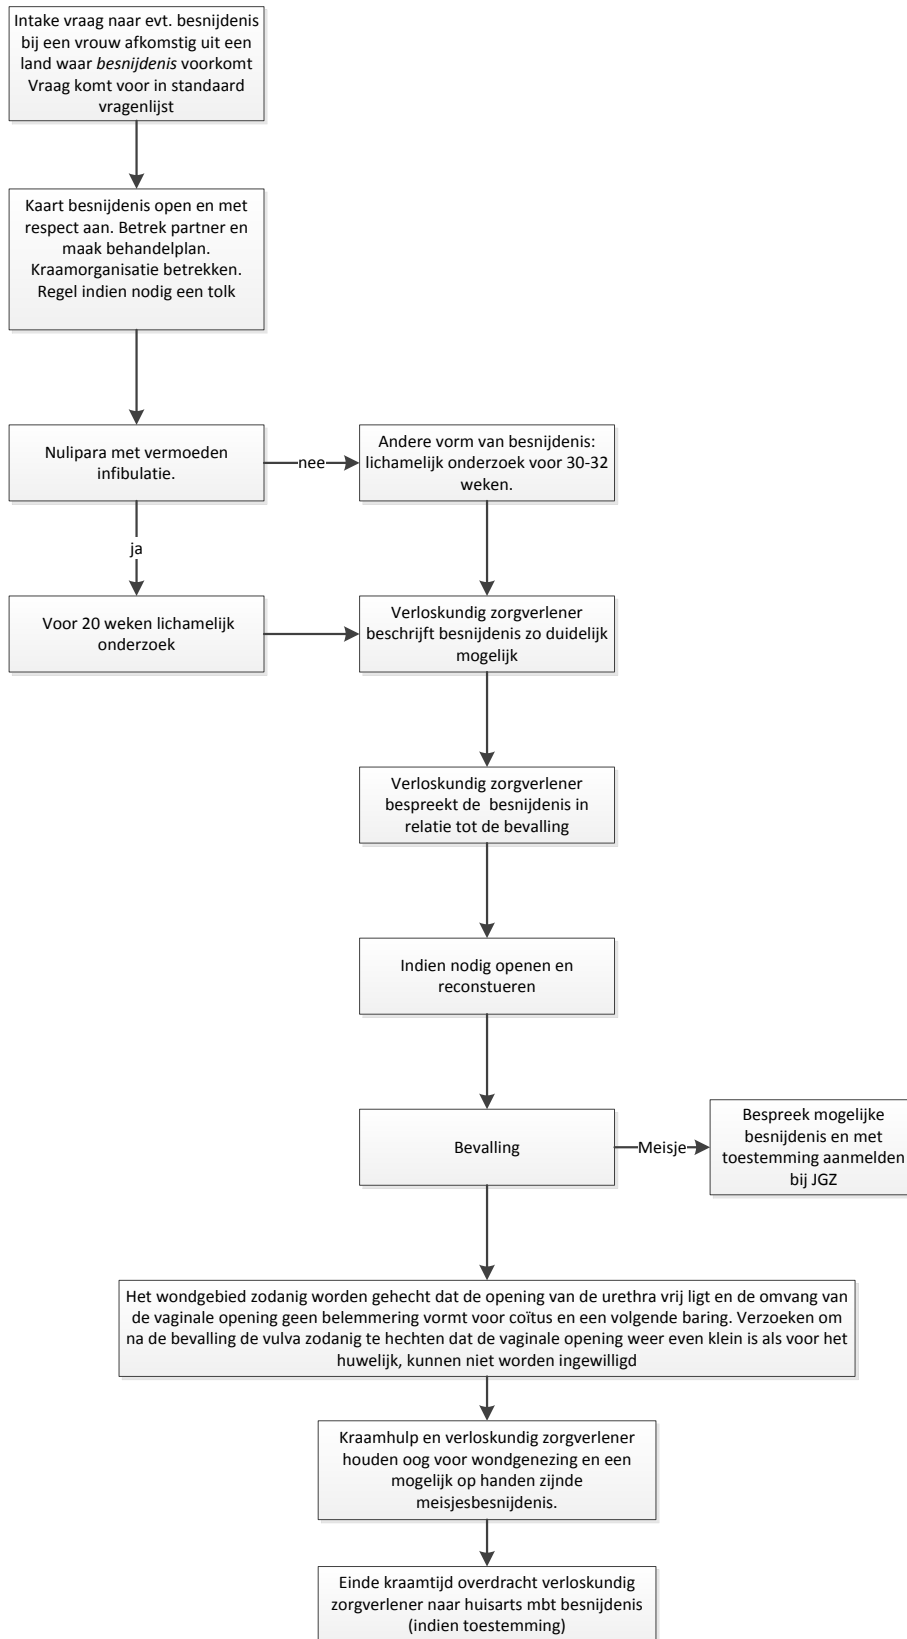 Intake vraag naar evt. besnijdenis
bij een vrouw afkomstig uit een
land waar besnijdenis voorkomt
Vraag komt voor in standaard
vragenlijst
Kaart besnijdenis open en met
respect aan. Betrek partner en
maak behandelplan.
Kraamorganisatie betrekken.
Regel indien nodig een tolk
Nulipara met vermoeden
infibulatie.
nee
Andere vorm van besnijdenis:
lichamelijk onderzoek voor 30-32
weken.
ja
Voor 20 weken lichamelijk
onderzoek
Verloskundig zorgverlener
beschrijft besnijdenis zo duidelijk
mogelijk
Verloskundig zorgverlener
bespreekt de  besnijdenis in
relatie tot de bevalling
Indien nodig openen en
reconstueren
Bevalling
Meisje
Bespreek mogelijke
besnijdenis en met
toestemming aanmelden
bij JGZ
Het wondgebied zodanig worden gehecht dat de opening van de urethra vrij ligt en de omvang van
de vaginale opening geen belemmering vormt voor coïtus en een volgende baring. Verzoeken om
na de bevalling de vulva zodanig te hechten dat de vaginale opening weer even klein is als voor het
huwelijk, kunnen niet worden ingewilligd
Kraamhulp en verloskundig zorgverlener
houden oog voor wondgenezing en een
mogelijk op handen zijnde
meisjesbesnijdenis.
Einde kraamtijd overdracht verloskundig
zorgverlener naar huisarts mbt besnijdenis
(indien toestemming)